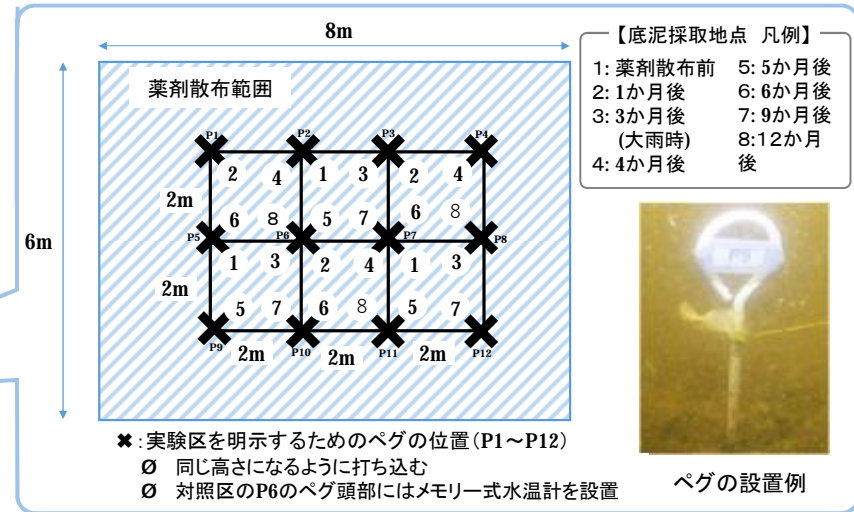 8m
6m
薬剤散布範囲
P1 P2 P3 P4
2 4 1 3 2 4
2m
6 8 5 7 6 8
P5 P6 P7 P8
1 3 2 4 1 3
2m
5 7 6 8 5 7
P9 P10 P11 P12
2m 2m 2m
✖:実験区を明示するためのペグの位置(P1~P12)
Ø 同じ高さになるように打ち込む
Ø 対照区のP6のペグ頭部にはメモリー式水温計を設置
【底泥採取地点 凡例】
1: 薬剤散布前
2: 1か月後
3: 3か月後
(大雨時)
4: 4か月後
5: 5か月後
6: 6か月後
7: 9か月後
8:12か月
後
P9
ペグの設置例